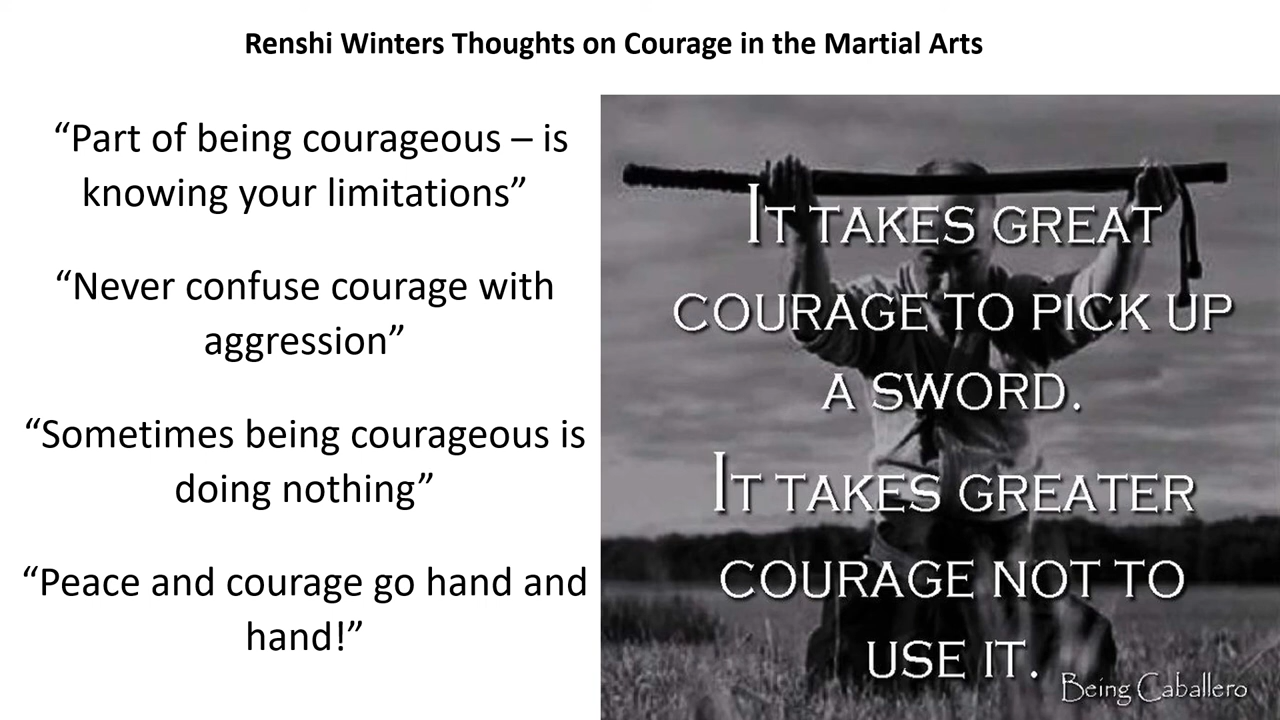 Renshi Winters Thoughts on Courage in the Martial Arts
“Part of being courageous – is
knowing your limitations”
“Never confuse courage with
aggression”
“Sometimes being courageous is
doing nothing”
“Peace and courage go hand and
hand!”
IT TAKES GREAT
COURAGE TO PICK UP
A SWORD.
IT TAKES GREATER
COURAGE NOT TO
USE IT.
Being Caballero